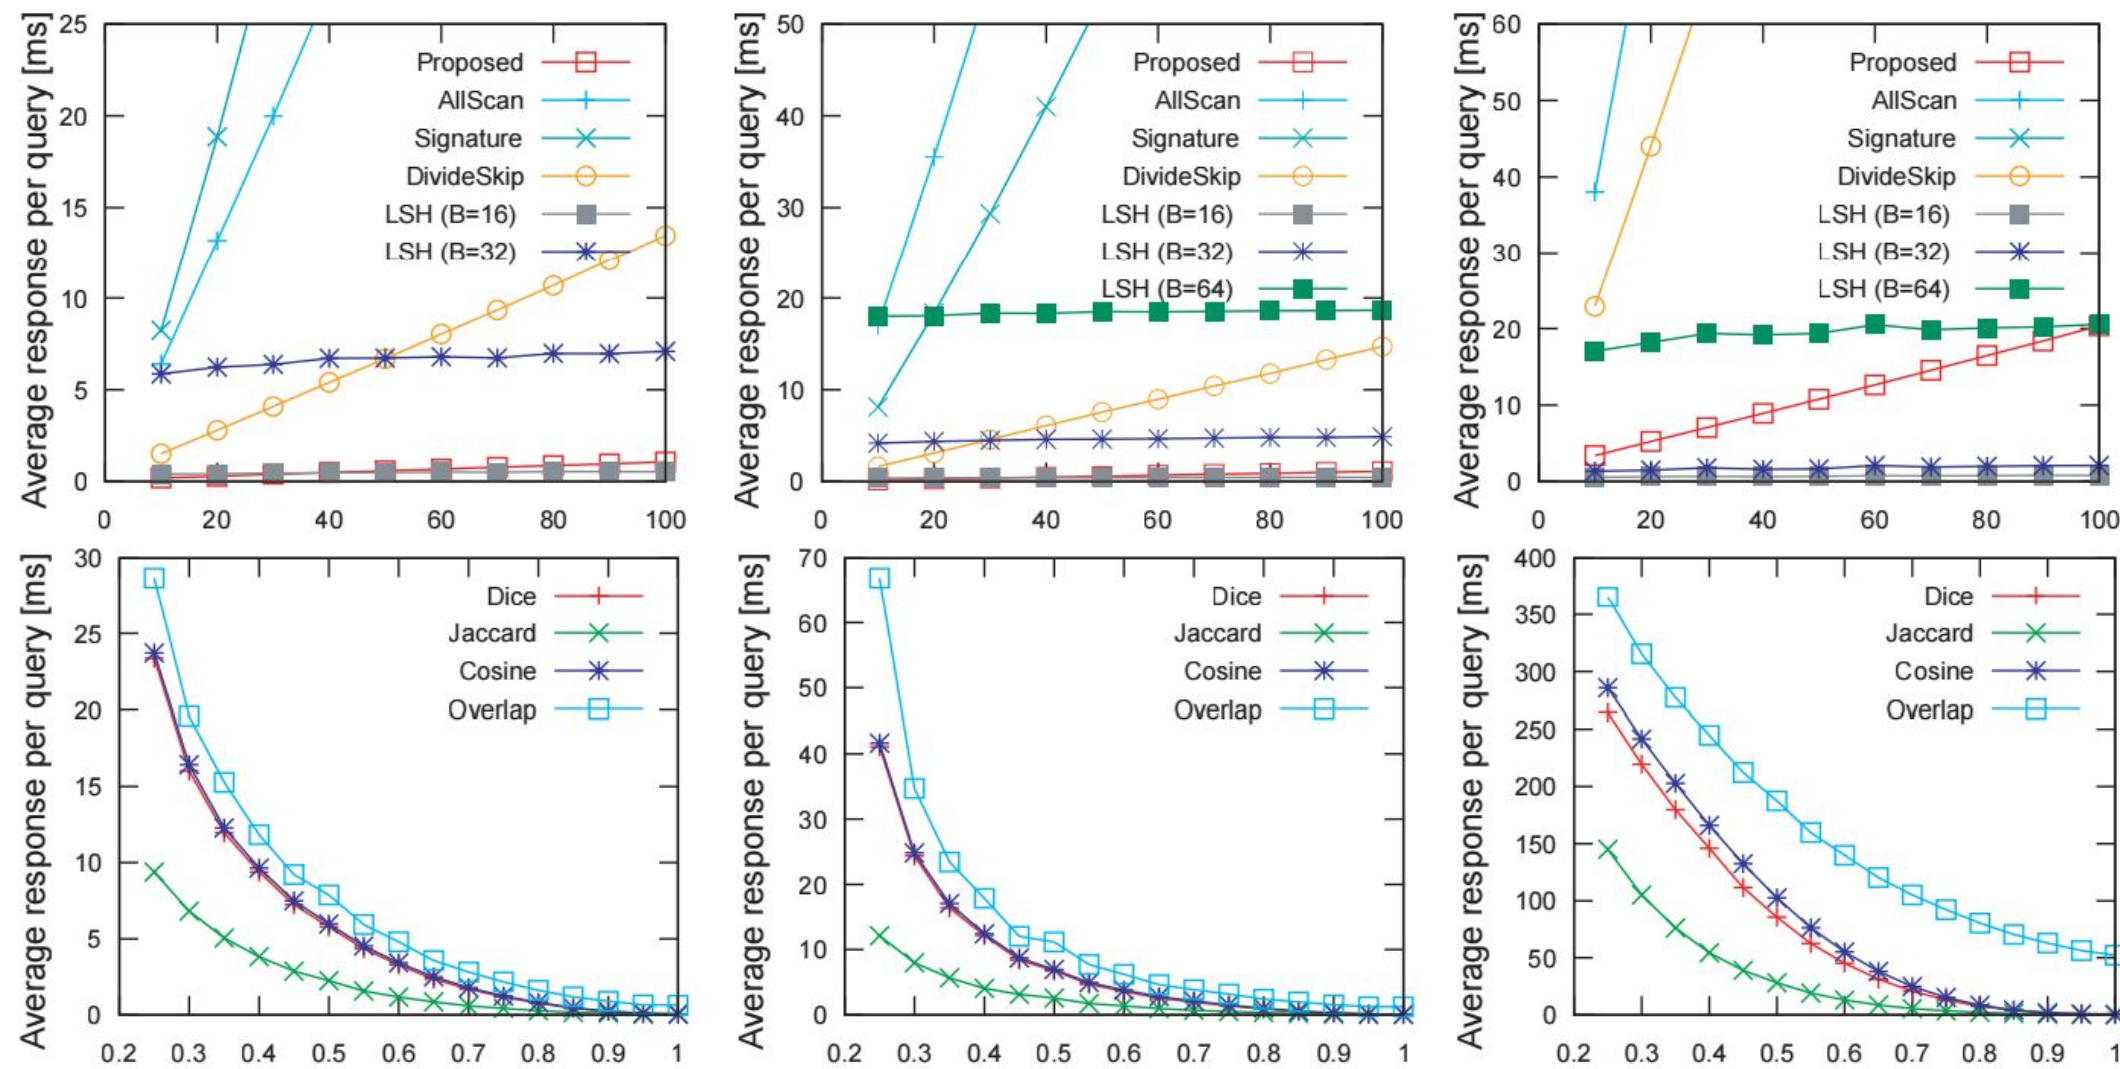 Average response per query [ms]
25
20
15
10
5
0
Proposed
AllScan
Signature
DivideSkip
LSH (B=16)
LSH (B=32)
0 20 40 60 80 100
Average response per query [ms]
50
40
30
20
10
0
Proposed
AllScan
Signature
DivideSkip
LSH (B=16)
LSH (B=32)
LSH (B=64)
0 20 40 60 80 100
Average response per query [ms]
60
50
40
30
20
10
0
Proposed
AllScan
Signature
DivideSkip
LSH (B=16)
LSH (B=32)
LSH (B=64)
0 20 40 60 80 100
Average response per query [ms]
30
25
20
15
10
5
0
Dice
Jaccard
Cosine
Overlap
0.2 0.3 0.4 0.5 0.6 0.7 0.8 0.9 1
Average response per query [ms]
70
60
50
40
30
20
10
0
Dice
Jaccard
Cosine
Overlap
0.2 0.3 0.4 0.5 0.6 0.7 0.8 0.9 1
Average response per query [ms]
400
350
300
250
200
150
100
50
0
Dice
Jaccard
Cosine
Overlap
0.2 0.3 0.4 0.5 0.6 0.7 0.8 0.9 1